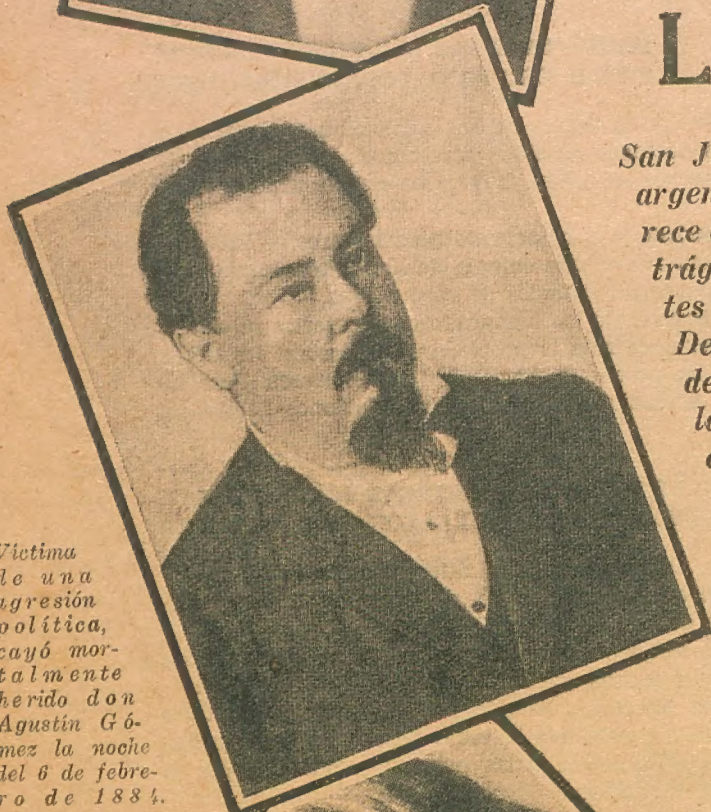 L
San J
argen
rece
trág
tes
De
de
Víctima
de una
agresión
política,
cayó mor-
talmente
herido don
Agustín Gó-
mez la noche
del 6 de febre-
ro de 1884.